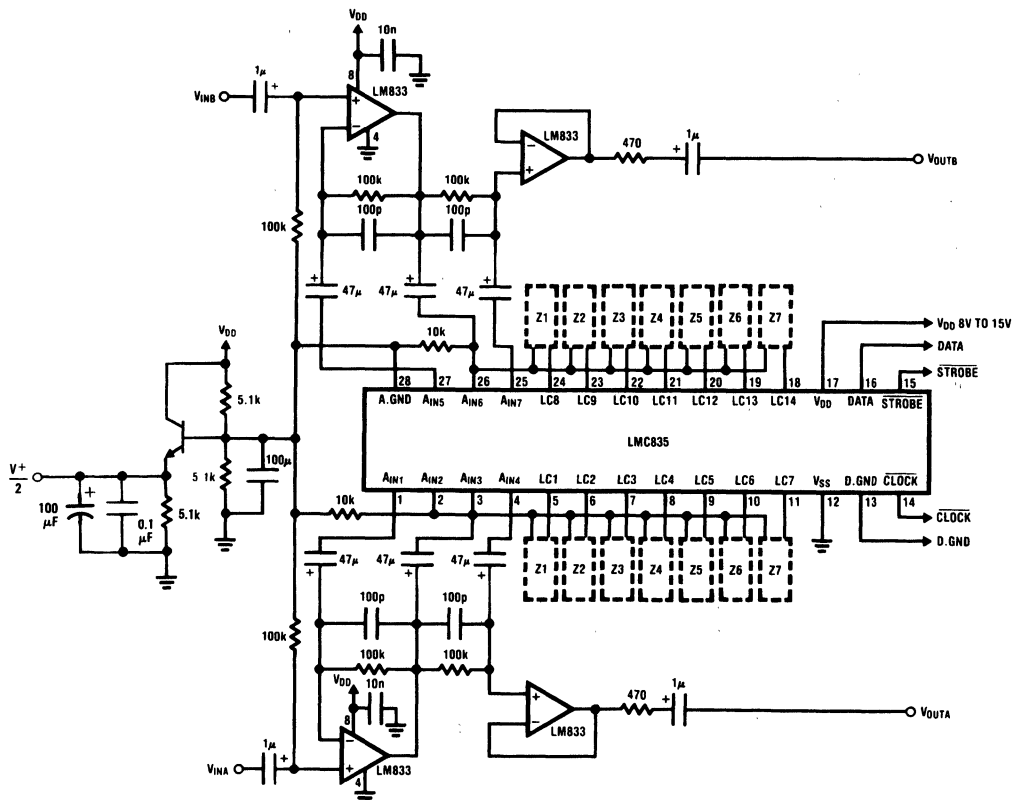 VDD
10n
1μ
+
8
LM833
VINB
+
−
4
LM833
−
+
470
+
1μ
VOUTB
100k
100k
100p
100p
100k
+
47μ
+
47μ
+
47μ
Z1 Z2 Z3 Z4 Z5 Z6 Z7
10k
VDD 8V TO 15V
DATA
STROBE
VDD
28 27 26 25 24 23 22 21 20 19 18 17 16 15
A.GND AIN5 AIN6 AIN7 LC8 LC9 LC10 LC11 LC12 LC13 LC14 VDD DATA STROBE
5.1k
LMC835
V+
2
5.1k
100μ
AIN1 AIN2 AIN3 AIN4 LC1 LC2 LC3 LC4 LC5 LC6 LC7 VSS D.GND CLOCK
1 2 3 4 5 6 7 8 9 10 11 12 13 14
+
100
μF
0.1
μF
5.1k
10k
CLOCK
D.GND
47μ
+
47μ
+
47μ
+
Z1 Z2 Z3 Z4 Z5 Z6 Z7
100p
100p
100k
100k
100k
VDD
10n
8
−
+
4
LM833
+
−
LM833
470
+
1μ
VOUTA
1μ
+
VINA